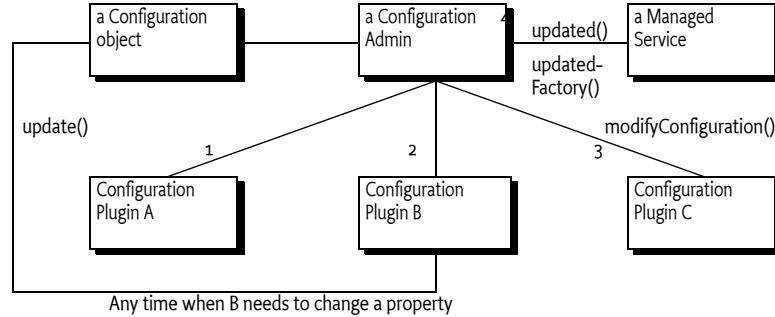 a Configuration
object
a Configuration
Admin
4
a Managed
Service
updated()
updated-
Factory()
update()
modifyConfiguration()
1
2
3
Configuration
Plugin A
Configuration
Plugin B
Configuration
Plugin C
Any time when B needs to change a property